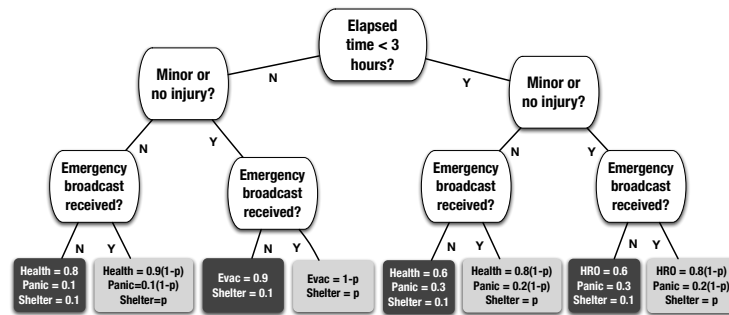 Elapsed
time < 3
hours?
N
Y
Minor or
no injury?
Minor or
no injury?
N
Y
N
Y
Emergency
broadcast
received?
Emergency
broadcast
received?
Emergency
broadcast
received?
Emergency
broadcast
received?
N
Y
N
Y
N
Y
N
Y
Health = 0.8
Panic = 0.1
Shelter = 0.1
Health = 0.9(1-p)
Panic=0.1(1-p)
Shelter=p
Evac = 0.9
Shelter = 0.1
Evac = 1-p
Shelter = p
Health = 0.6
Panic = 0.3
Shelter = 0.1
Health = 0.8(1-p)
Panic = 0.2(1-p)
Shelter = p
HRO = 0.6
Panic = 0.3
Shelter = 0.1
HRO = 0.8(1-p)
Panic = 0.2(1-p)
Shelter = p